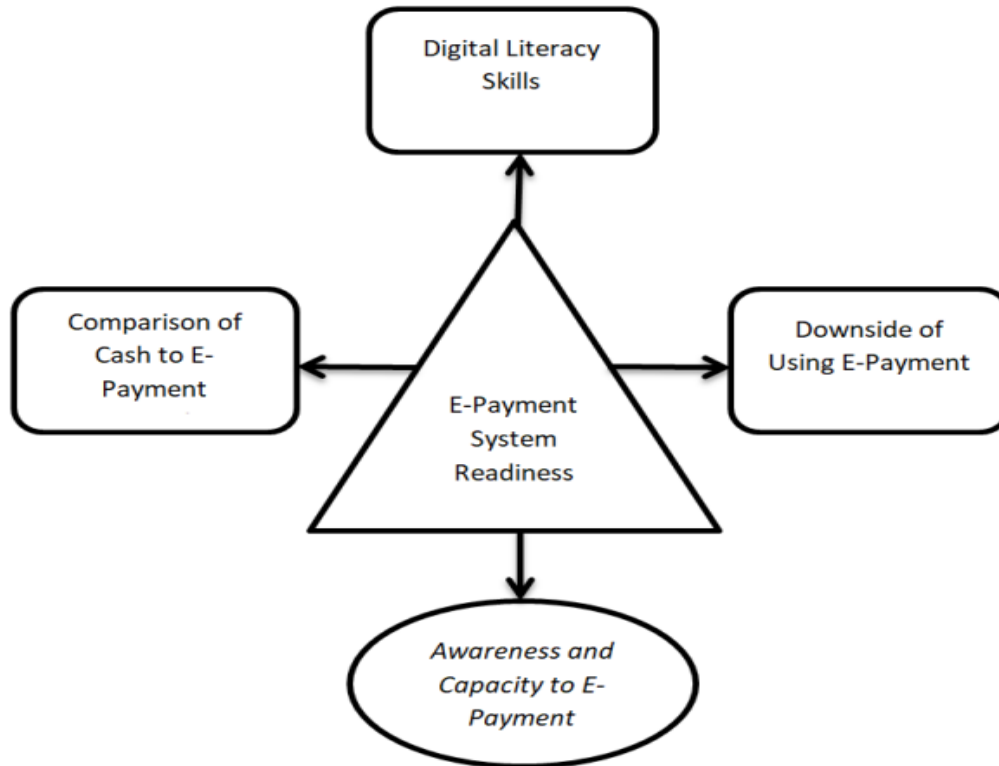 Digital Literacy
Skills
Comparison of
Cash to E-
Payment
Downside of
Using E-Payment
E-Payment
System
Readiness
Awareness and
Capacity to E-
Payment